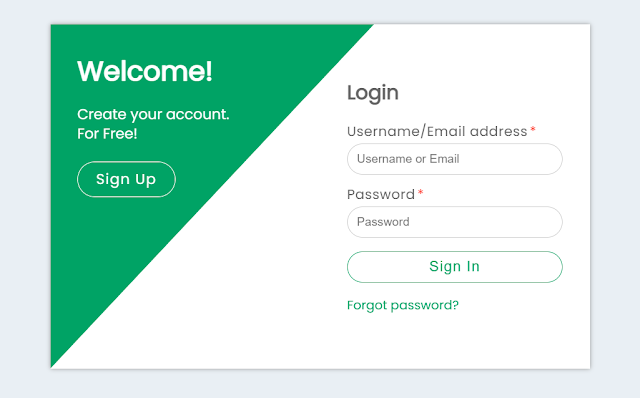 Welcome!
Create your account.
For Free!
Sign Up
Login
Username/Email address *
Username or Email
Password *
Password
Sign In
Forgot password?